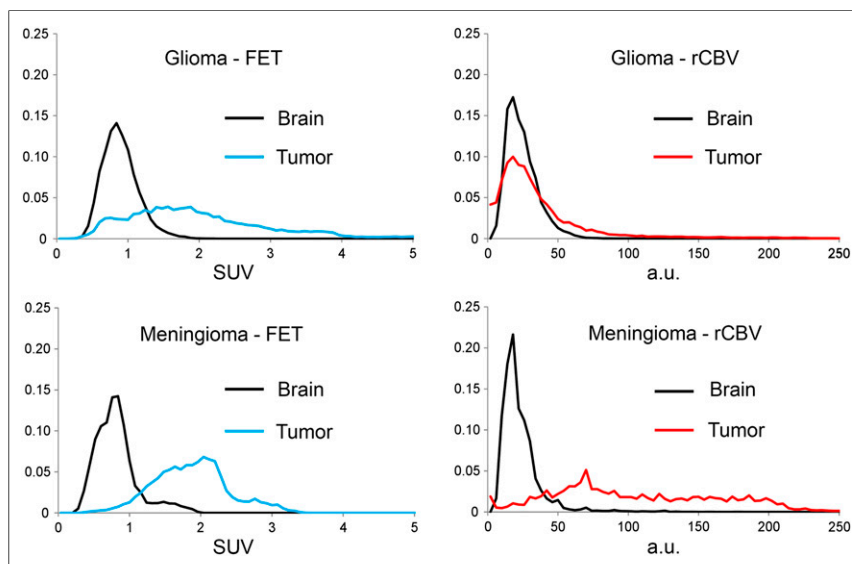 Glioma - FET
0.25
0.20
0.15
0.10
0.05
0
Brain
Tumor
0 1 2 3 4 5
SUV
Glioma - rCBV
0.25
0.20
0.15
0.10
0.05
0
Brain
Tumor
0 50 100 150 200 250
a.u.
Meningioma - FET
0.25
0.20
0.15
0.10
0.05
0
Brain
Tumor
0 1 2 3 4 5
SUV
Meningioma - rCBV
0.25
0.20
0.15
0.10
0.05
0
Brain
Tumor
0 50 100 150 200 250
a.u.